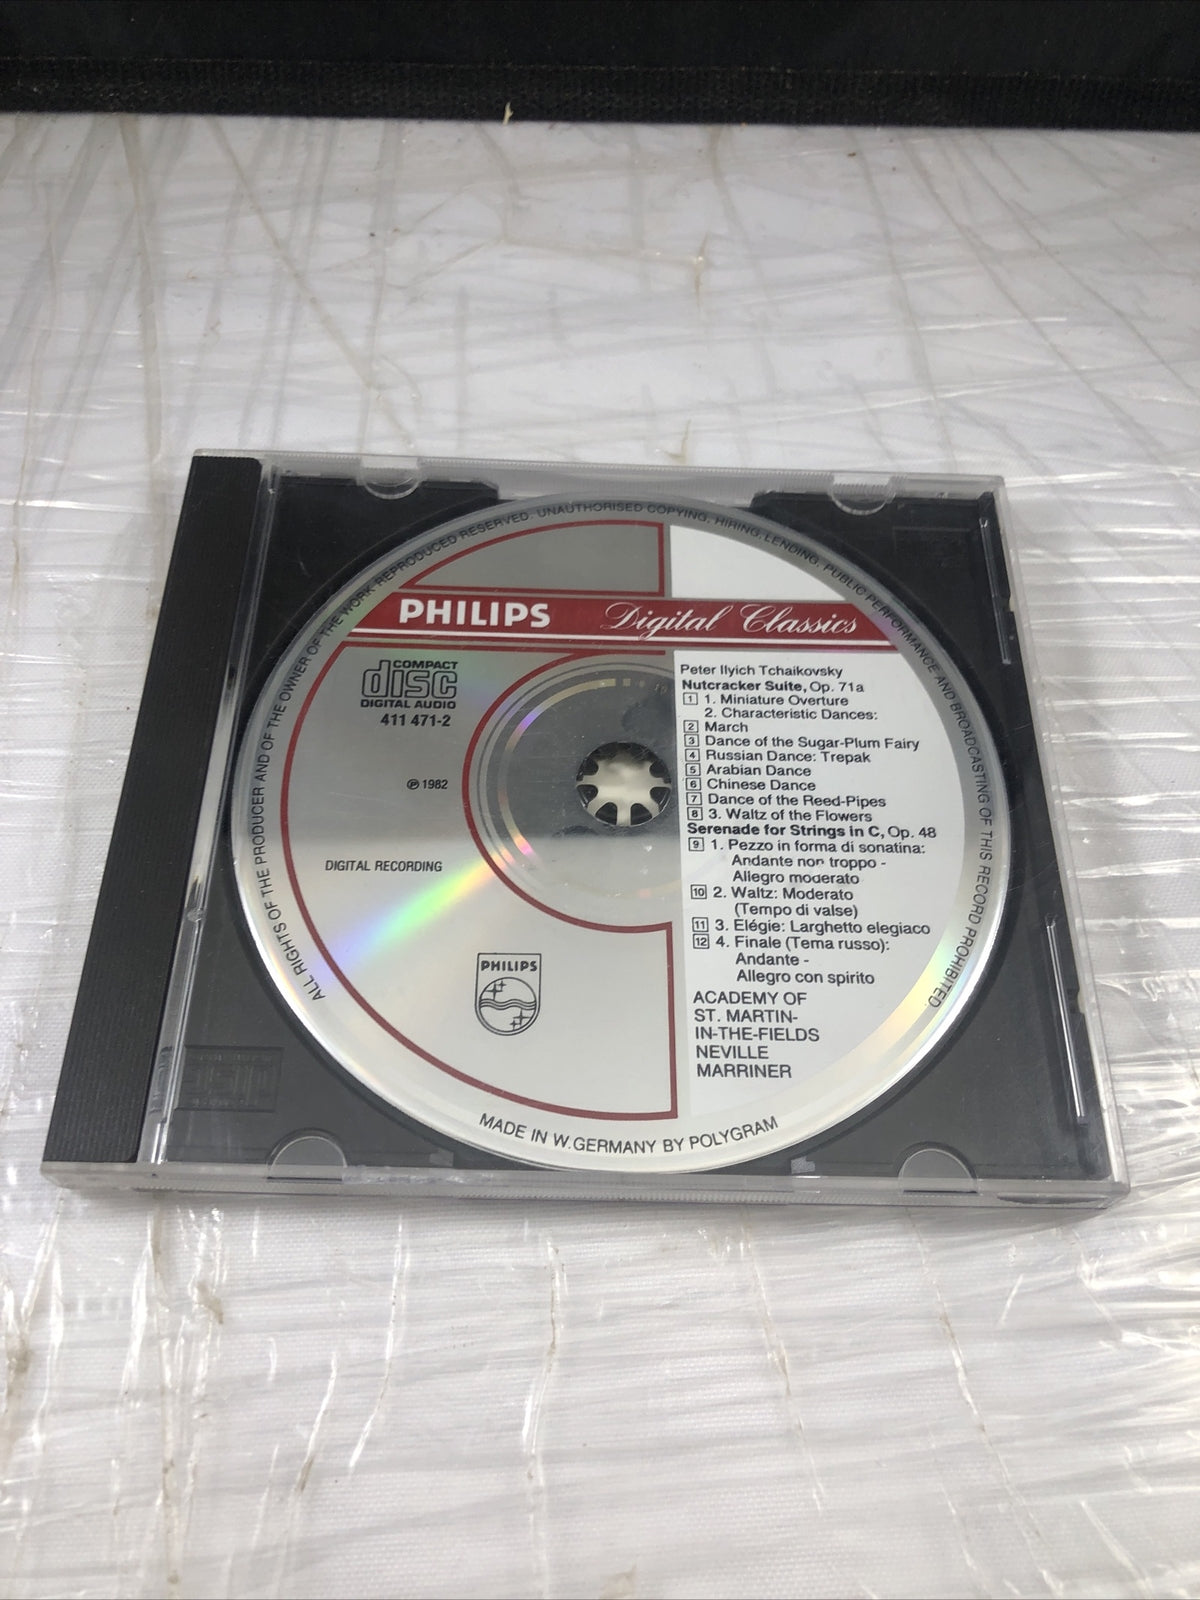 ALL RIGHTS OF THE PRODUCER AND OF THE OWNER OF THE WORK REPRODUCED RESERVED. UNAUTHORISED COPYING, HIRING, LENDING, PUBLIC PERFORMANCE AND BROADCASTING OF THIS RECORD PROHIBITED.
PHILIPS Digital Classics
COMPACT
disc
DIGITAL AUDIO
411 471-2
℗ 1982
DIGITAL RECORDING
PHILIPS
Peter Ilyich Tchaikovsky
Nutcracker Suite, Op. 71a
1 1. Miniature Overture
2. Characteristic Dances:
2 March
3 Dance of the Sugar-Plum Fairy
4 Russian Dance: Trepak
5 Arabian Dance
6 Chinese Dance
7 Dance of the Reed-Pipes
8 3. Waltz of the Flowers
Serenade for Strings in C, Op. 48
9 1. Pezzo in forma di sonatina:
Andante non troppo -
Allegro moderato
10 2. Waltz: Moderato
(Tempo di valse)
11 3. Elégie: Larghetto elegiaco
12 4. Finale (Tema russo):
Andante -
Allegro con spirito
ACADEMY OF
ST. MARTIN-
IN-THE-FIELDS
NEVILLE
MARRINER
MADE IN W.GERMANY BY POLYGRAM